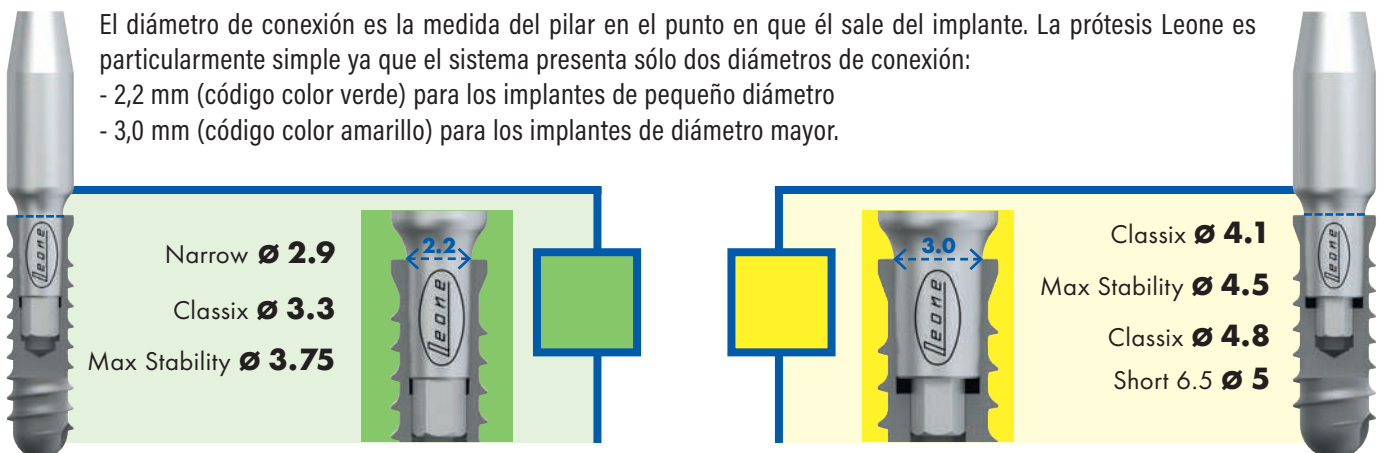 El diámetro de conexión es la medida del pilar en el punto en que él sale del implante. La prótesis Leone es
particularmente simple ya que el sistema presenta sólo dos diámetros de conexión:
- 2,2 mm (código color verde) para los implantes de pequeño diámetro
- 3,0 mm (código color amarillo) para los implantes de diámetro mayor.
Narrow ø 2.9
Classix ø 3.3
Max Stability ø 3.75
2.2
3.0
Classix ø 4.1
Max Stability ø 4.5
Classix ø 4.8
Short 6.5 ø 5
Leone
Leone
Leone
Leone